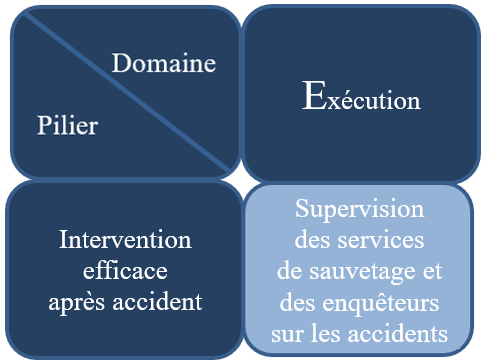 Domaine
Pilier
Exécution
Intervention
efficace
après accident
Supervision
des services
de sauvetage et
des enquêteurs
sur les accidents